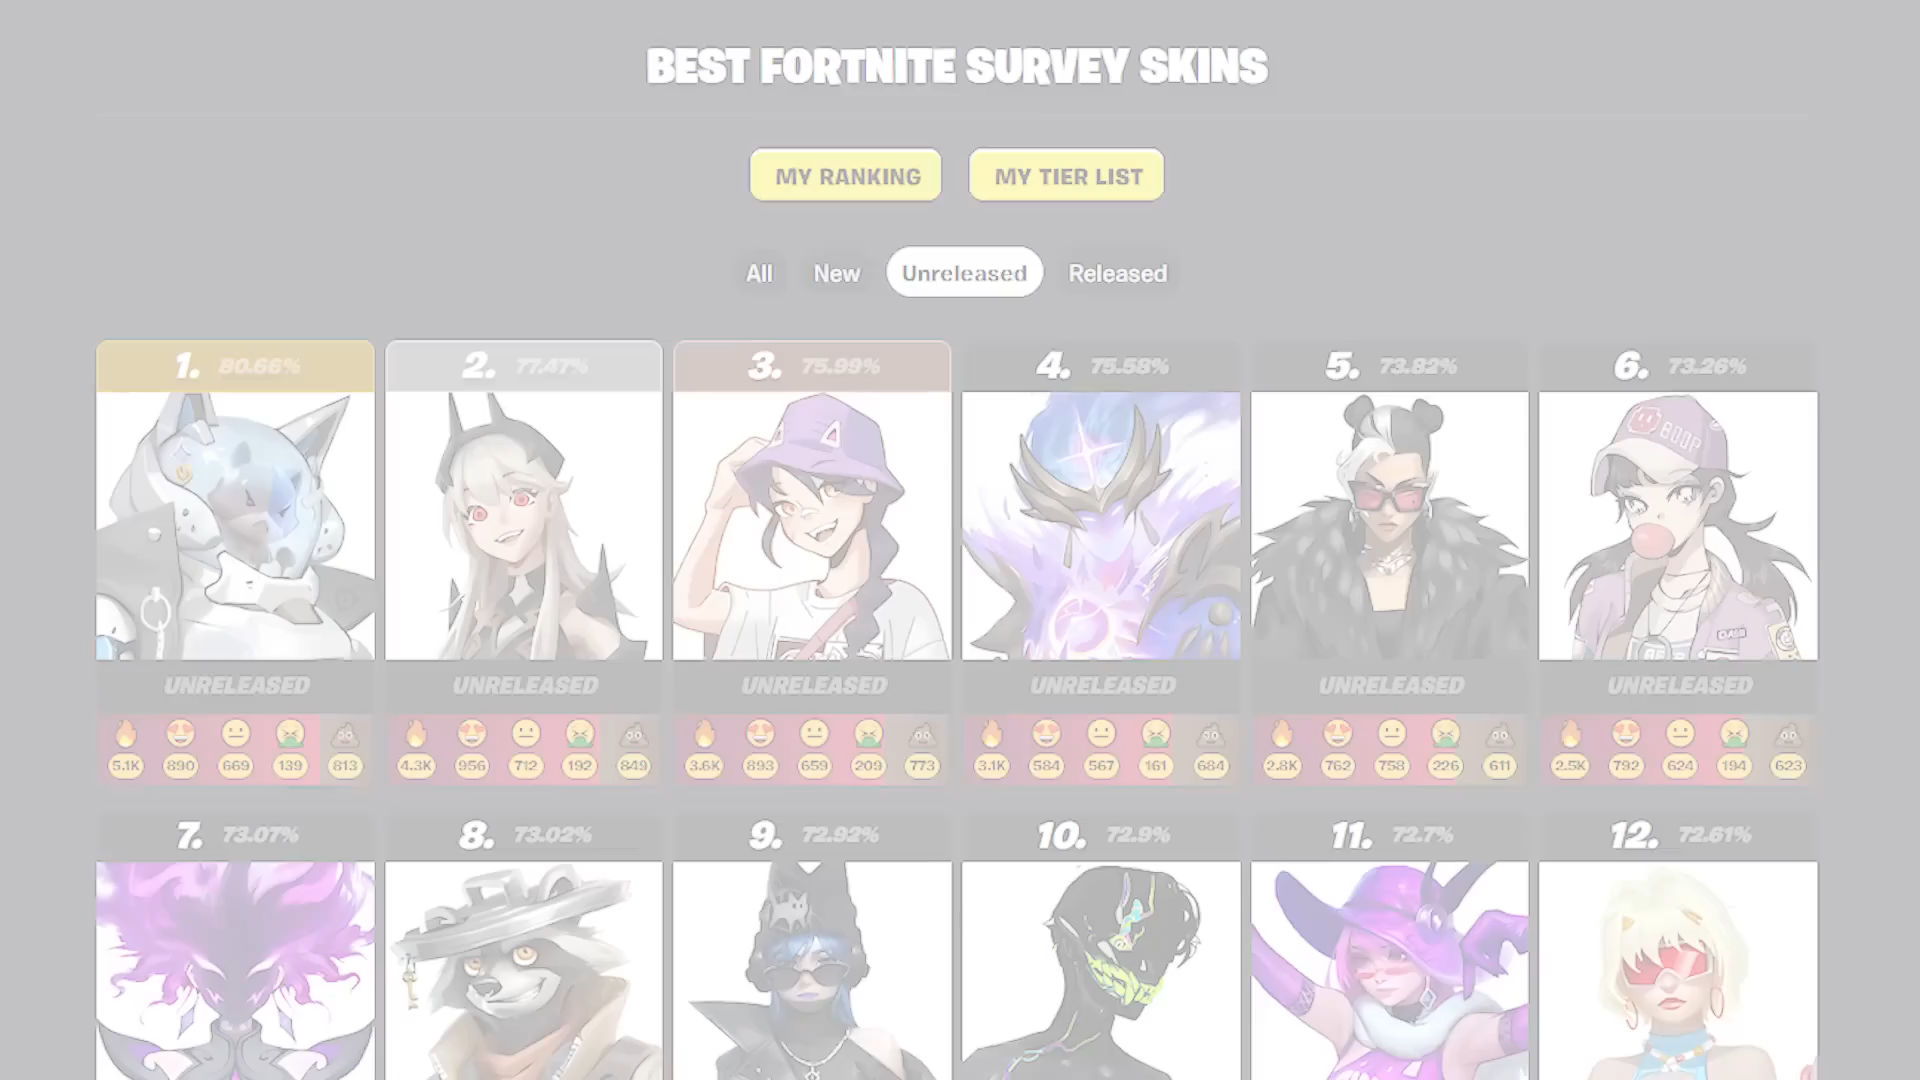 BEST FORTNITE SURVEY SKINS
MY RANKING MY TIER LIST
All New Unreleased Released
1. 80.66% 2. 77.47% 3. 75.99% 4. 75.58% 5. 73.82% 6. 73.26%
BOOP
UNRELEASED UNRELEASED UNRELEASED UNRELEASED UNRELEASED UNRELEASED
5.1K 890 669 139 813 4.3K 956 712 192 849 3.6K 893 659 209 773 3.1K 584 567 161 684 2.8K 762 758 226 611 2.5K 792 624 194 623
7. 73.07% 8. 73.02% 9. 72.92% 10. 72.9% 11. 72.7% 12. 72.61%